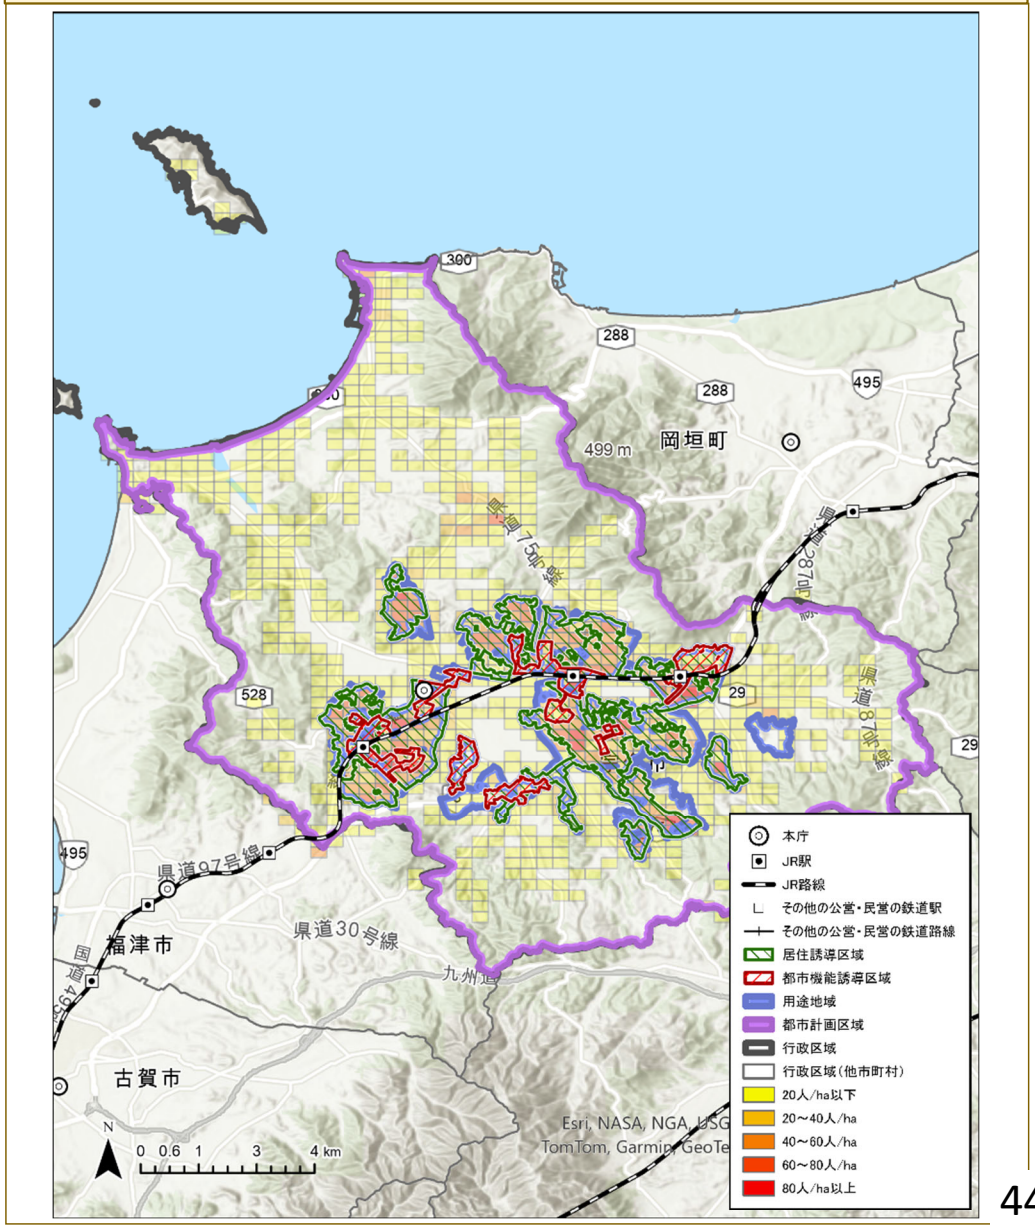 300
288
288
495
岡垣町
499 m
県道75号線
県道287号線
528
29
県道87号線
29
495
県道97号線
県道30号線
福津市
国道495号
九州道
古賀市
N
0 0.6 1 3 4 km
Esri, NASA, NGA, USG
TomTom, Garmin, GeoTe
本庁
JR駅
JR路線
その他の公営・民営の鉄道駅
その他の公営・民営の鉄道路線
居住誘導区域
都市機能誘導区域
用途地域
都市計画区域
行政区域
行政区域(他市町村)
20人/ha以下
20～40人/ha
40～60人/ha
60～80人/ha
80人/ha以上
44